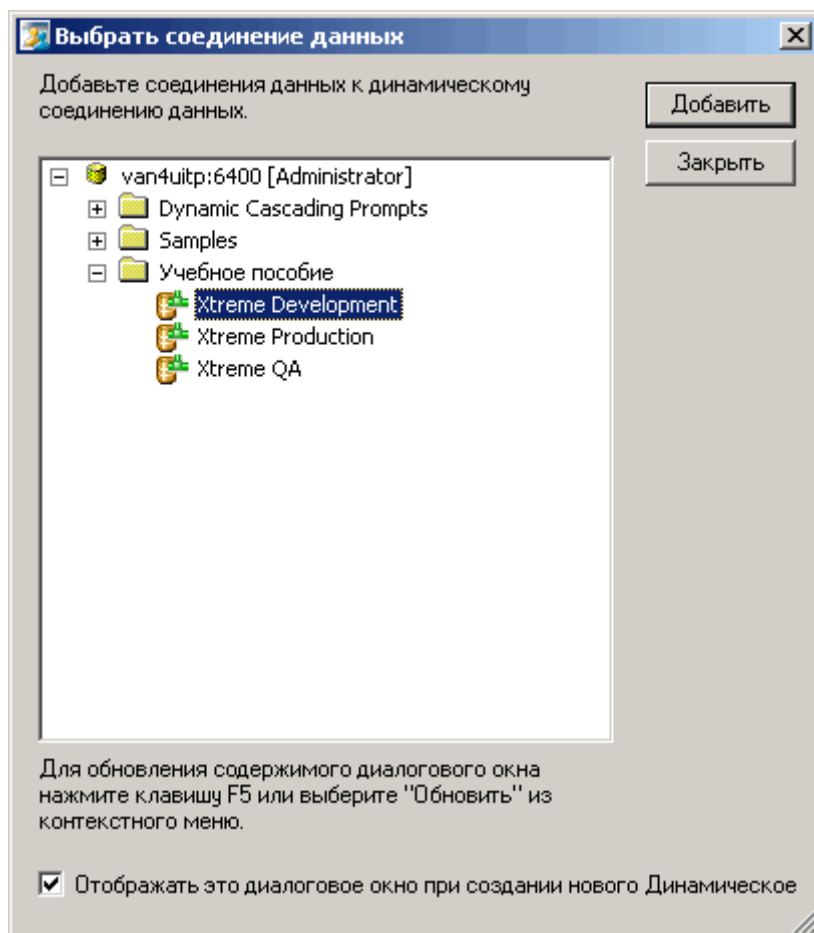 Выбрать соединение данных
Добавьте соединения данных к динамическому
соединению данных.
Добавить
Закрыть
van4uitp:6400 [Administrator]
Dynamic Cascading Prompts
Samples
Учебное пособие
Xtreme Development
Xtreme Production
Xtreme QA
Для обновления содержимого диалогового окна
нажмите клавишу F5 или выберите "Обновить" из
контекстного меню.
Отображать это диалоговое окно при создании нового Динамическое